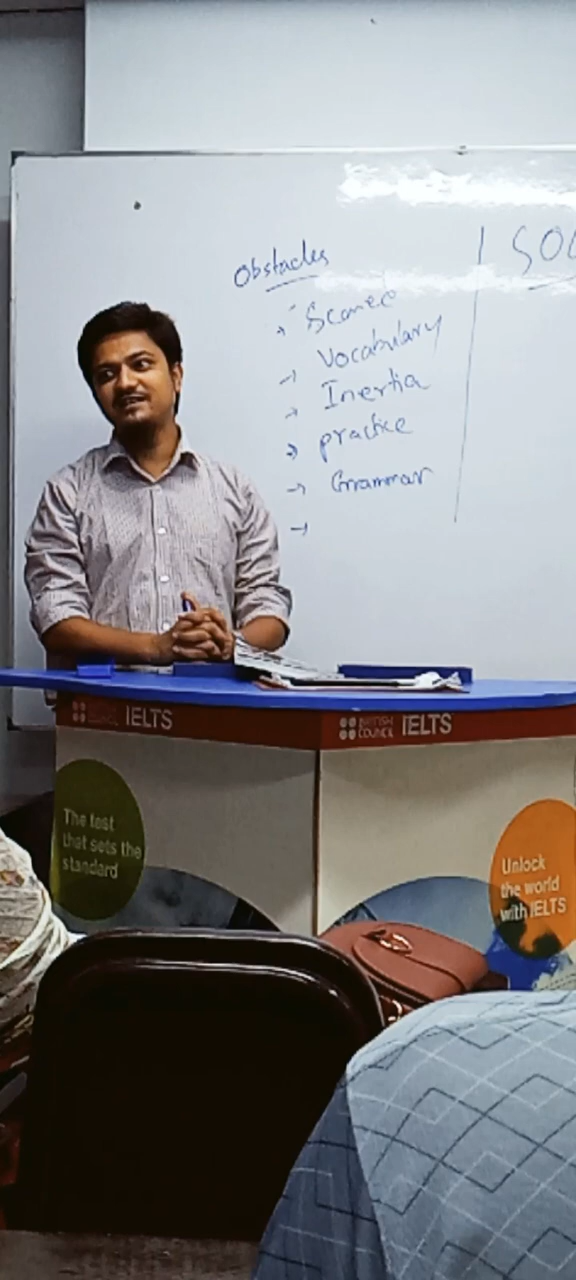 Obstacles
→ Scared
→ Vocabulary
→ Inertia
→ practice
→ Grammar
→
IELTS
BRITISH
COUNCIL
IELTS
The test
that sets the
standard
Unlock
the world
with IELTS